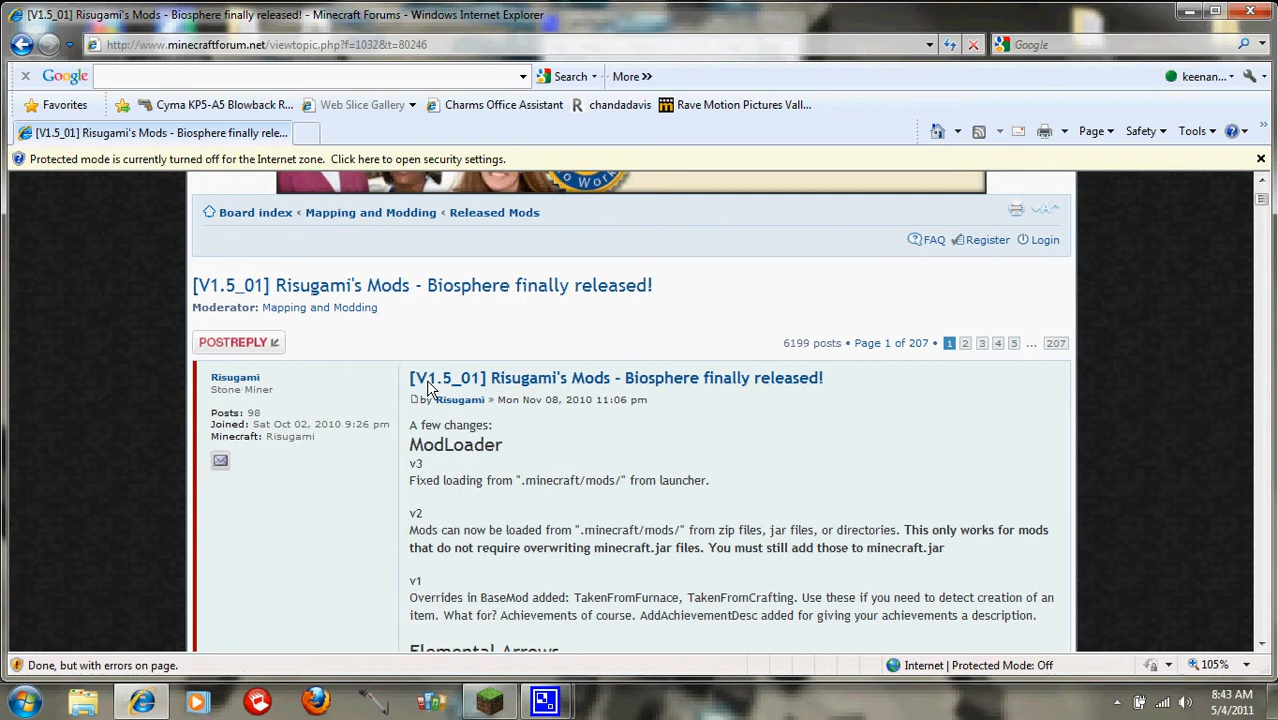 [V1.5_01] Risugami's Mods - Biosphere finally released! - Minecraft Forums - Windows Internet Explorer
http://www.minecraftforum.net/viewtopic.php?f=1032&t=80246
Google
Google
Search
More »
keenan...
Favorites
Cyma KP5-A5 Blowback R...
Web Slice Gallery
Charms Office Assistant
R chandadavis
Rave Motion Pictures Vall...
[V1.5_01] Risugami's Mods - Biosphere finally rele...
Page
Safety
Tools
Protected mode is currently turned off for the Internet zone. Click here to open security settings.
Board index ‹ Mapping and Modding ‹ Released Mods
FAQ Register Login
[V1.5_01] Risugami's Mods - Biosphere finally released!
Moderator: Mapping and Modding
POSTREPLY
6199 posts • Page 1 of 207 • 1 2 3 4 5 ... 207
Risugami
Stone Miner
Posts: 98
Joined: Sat Oct 02, 2010 9:26 pm
Minecraft: Risugami
[V1.5_01] Risugami's Mods - Biosphere finally released!
by Risugami » Mon Nov 08, 2010 11:06 pm
A few changes:
ModLoader
v3
Fixed loading from ".minecraft/mods/" from launcher.
v2
Mods can now be loaded from ".minecraft/mods/" from zip files, jar files, or directories. This only works for mods
that do not require overwriting minecraft.jar files. You must still add those to minecraft.jar
v1
Overrides in BaseMod added: TakenFromFurnace, TakenFromCrafting. Use these if you need to detect creation of an
item. What for? Achievements of course. AddAchievementDesc added for giving your achievements a description.
Elemental Arrows
Done, but with errors on page.
Internet | Protected Mode: Off
105%
8:43 AM
5/4/2011